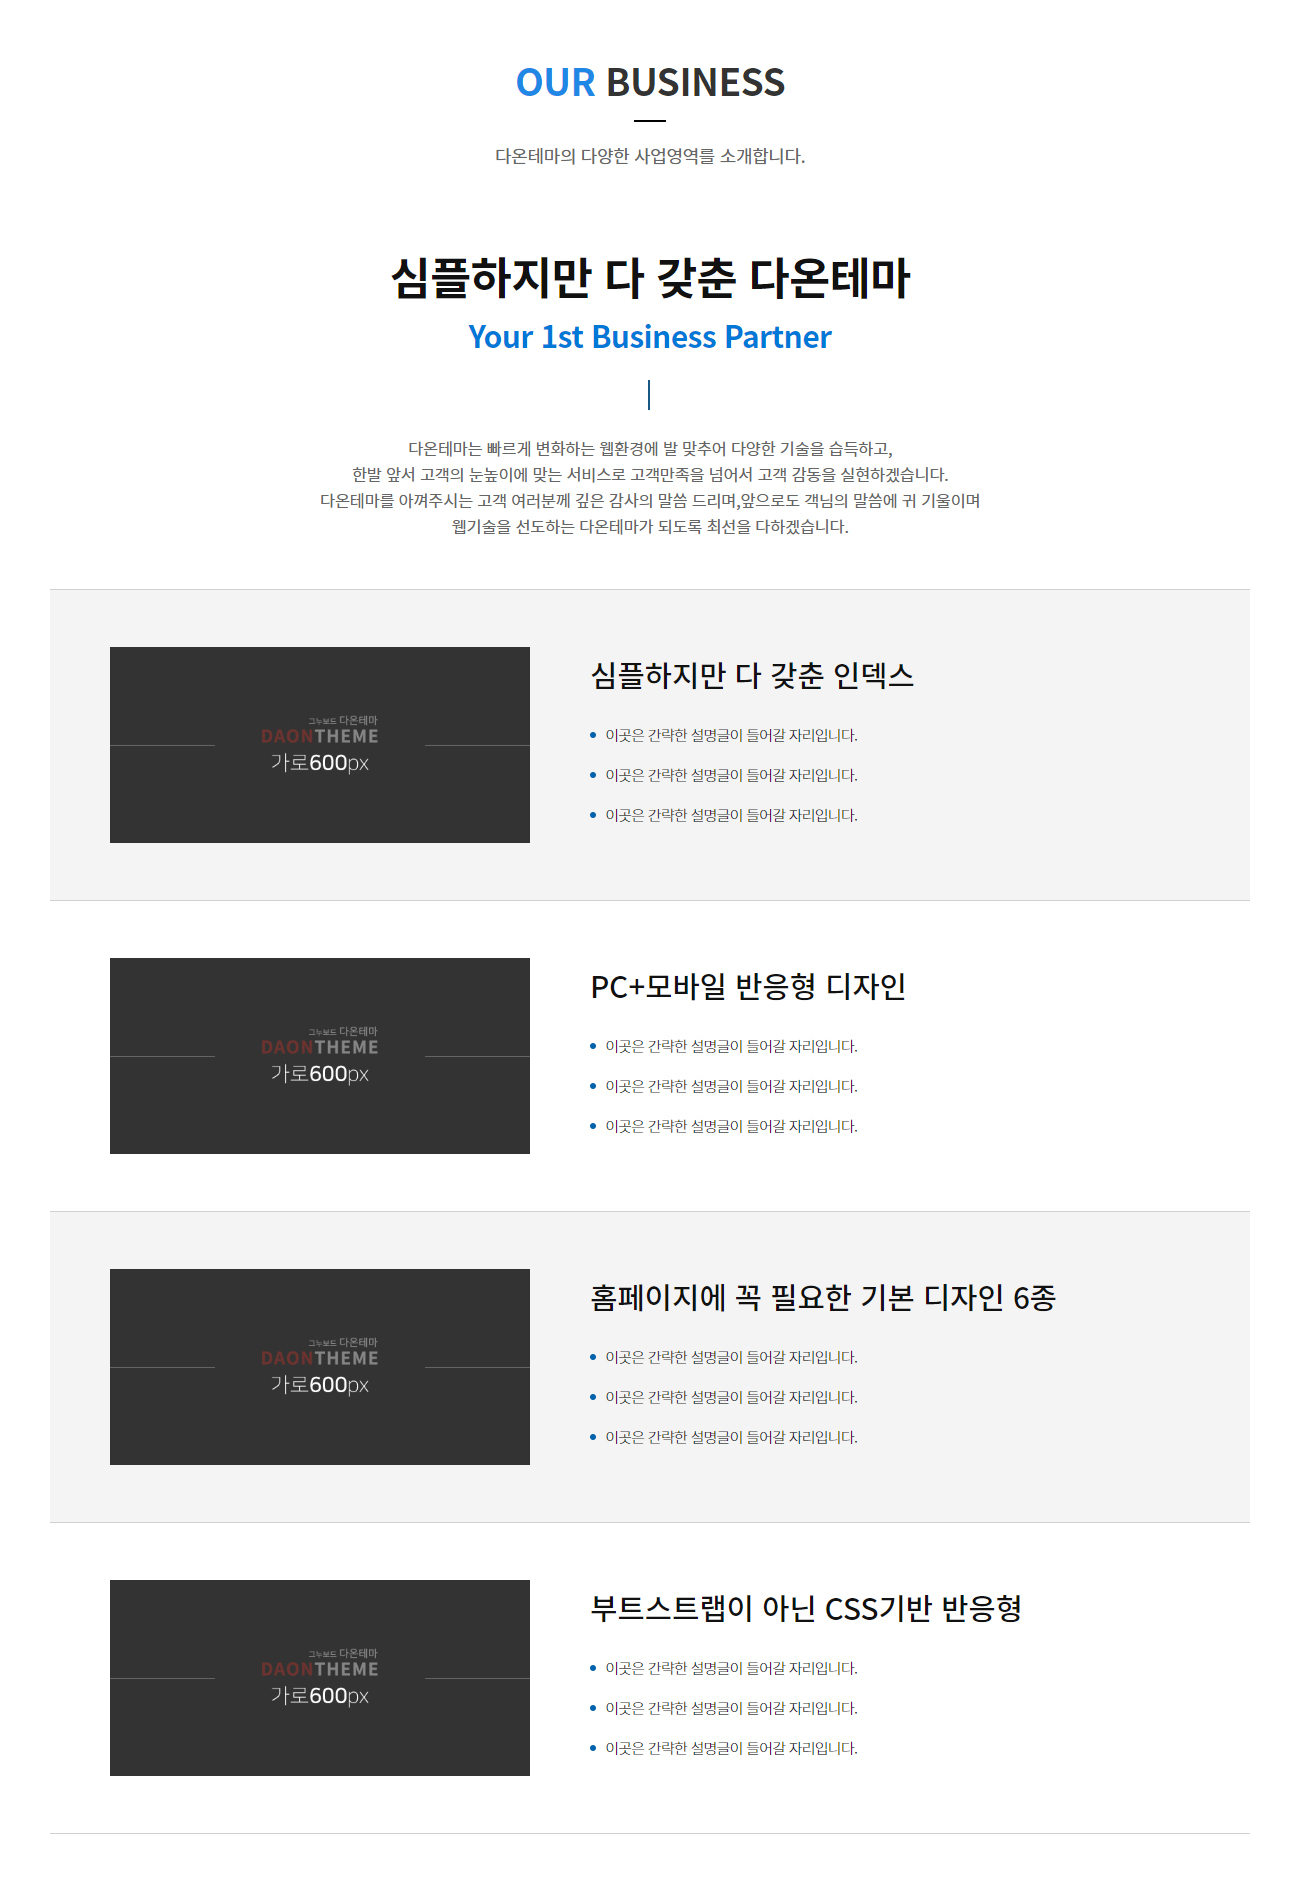 OUR BUSINESS
다온테마의 다양한 사업영역를 소개합니다.
심플하지만 다 갖춘 다온테마
Your 1st Business Partner
다온테마는 빠르게 변화하는 웹환경에 발 맞추어 다양한 기술을 습득하고,
한발 앞서 고객의 눈높이에 맞는 서비스로 고객만족을 넘어서 고객 감동을 실현하겠습니다.
다온테마를 아껴주시는 고객 여러분께 깊은 감사의 말씀 드리며,앞으로도 객님의 말씀에 귀 기울이며
웹기술을 선도하는 다온테마가 되도록 최선을 다하겠습니다.
그누보드 다온테마
DAONTHEME
가로600px
심플하지만 다 갖춘 인덱스
이곳은 간략한 설명글이 들어갈 자리입니다.
이곳은 간략한 설명글이 들어갈 자리입니다.
이곳은 간략한 설명글이 들어갈 자리입니다.
그누보드 다온테마
DAONTHEME
가로600px
PC+모바일 반응형 디자인
이곳은 간략한 설명글이 들어갈 자리입니다.
이곳은 간략한 설명글이 들어갈 자리입니다.
이곳은 간략한 설명글이 들어갈 자리입니다.
그누보드 다온테마
DAONTHEME
가로600px
홈페이지에 꼭 필요한 기본 디자인 6종
이곳은 간략한 설명글이 들어갈 자리입니다.
이곳은 간략한 설명글이 들어갈 자리입니다.
이곳은 간략한 설명글이 들어갈 자리입니다.
그누보드 다온테마
DAONTHEME
가로600px
부트스트랩이 아닌 CSS기반 반응형
이곳은 간략한 설명글이 들어갈 자리입니다.
이곳은 간략한 설명글이 들어갈 자리입니다.
이곳은 간략한 설명글이 들어갈 자리입니다.